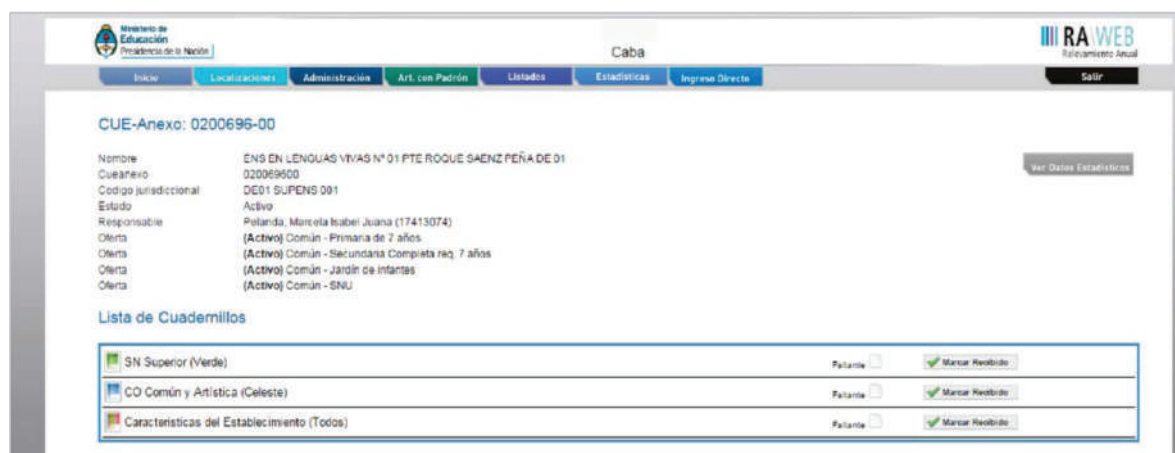 Ministerio de
Educación
Presidencia de la Nación
Caba
RA\WEB
Relevamiento Anual
Inicio Localizaciones Administración Art. con Padrón Listados Estadísticas Ingreso Directo Salir
CUE-Anexo: 0200696-00
Nombre ENS EN LENGUAS VIVAS Nº 01 PTE ROQUE SAENZ PEÑA DE 01
Cueanexo 020069600
Codigo jurisdiccional DE01 SUPENS 001
Estado Activo
Responsable Pelanda, Marcela Isabel Juana (17413074)
Oferta (Activo) Común - Primaria de 7 años
Oferta (Activo) Común - Secundaria Completa req. 7 años
Oferta (Activo) Común - Jardín de infantes
Oferta (Activo) Común - SNU
Ver Datos Estadísticos
Lista de Cuadernillos
SN Superior (Verde) Faltante Marcar Recibido
CO Común y Artística (Celeste) Faltante Marcar Recibido
Características del Establecimiento (Todos) Faltante Marcar Recibido